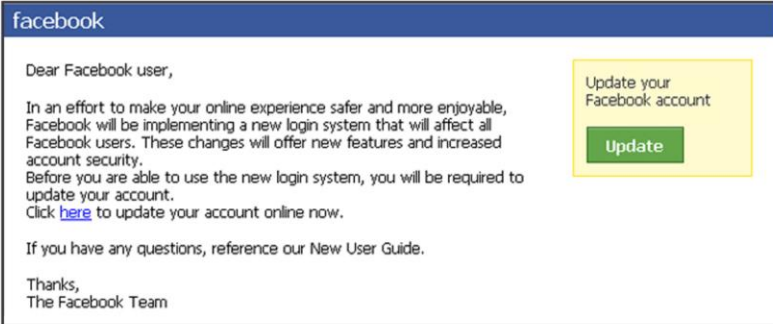 facebook
Dear Facebook user,
In an effort to make your online experience safer and more enjoyable,
Facebook will be implementing a new login system that will affect all
Facebook users. These changes will offer new features and increased
account security.
Before you are able to use the new login system, you will be required to
update your account.
Click here to update your account online now.
If you have any questions, reference our New User Guide.
Thanks,
The Facebook Team
Update your
Facebook account
Update